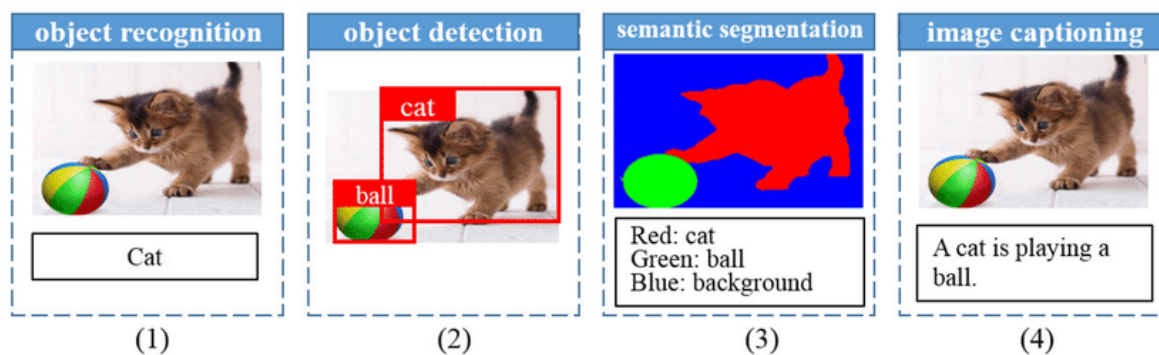 object recognition
object detection
semantic segmentation
image captioning
cat
ball
Cat
Red: cat
Green: ball
Blue: background
A cat is playing a
ball.
(1)
(2)
(3)
(4)